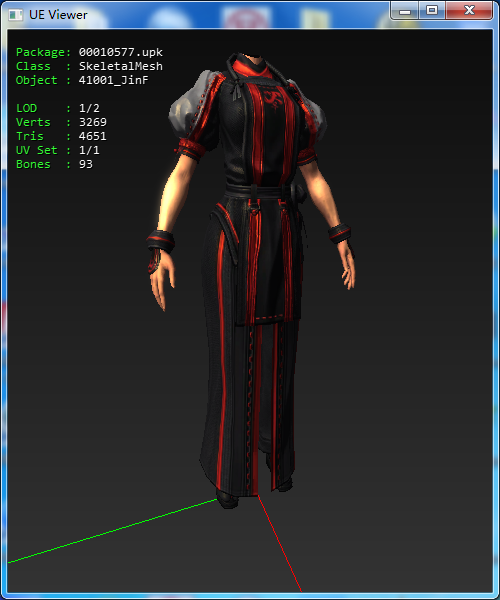 UE Viewer
Package: 00010577.upk
Class : SkeletalMesh
Object : 41001_JinF
LOD : 1/2
Verts : 3269
Tris : 4651
UV Set : 1/1
Bones : 93